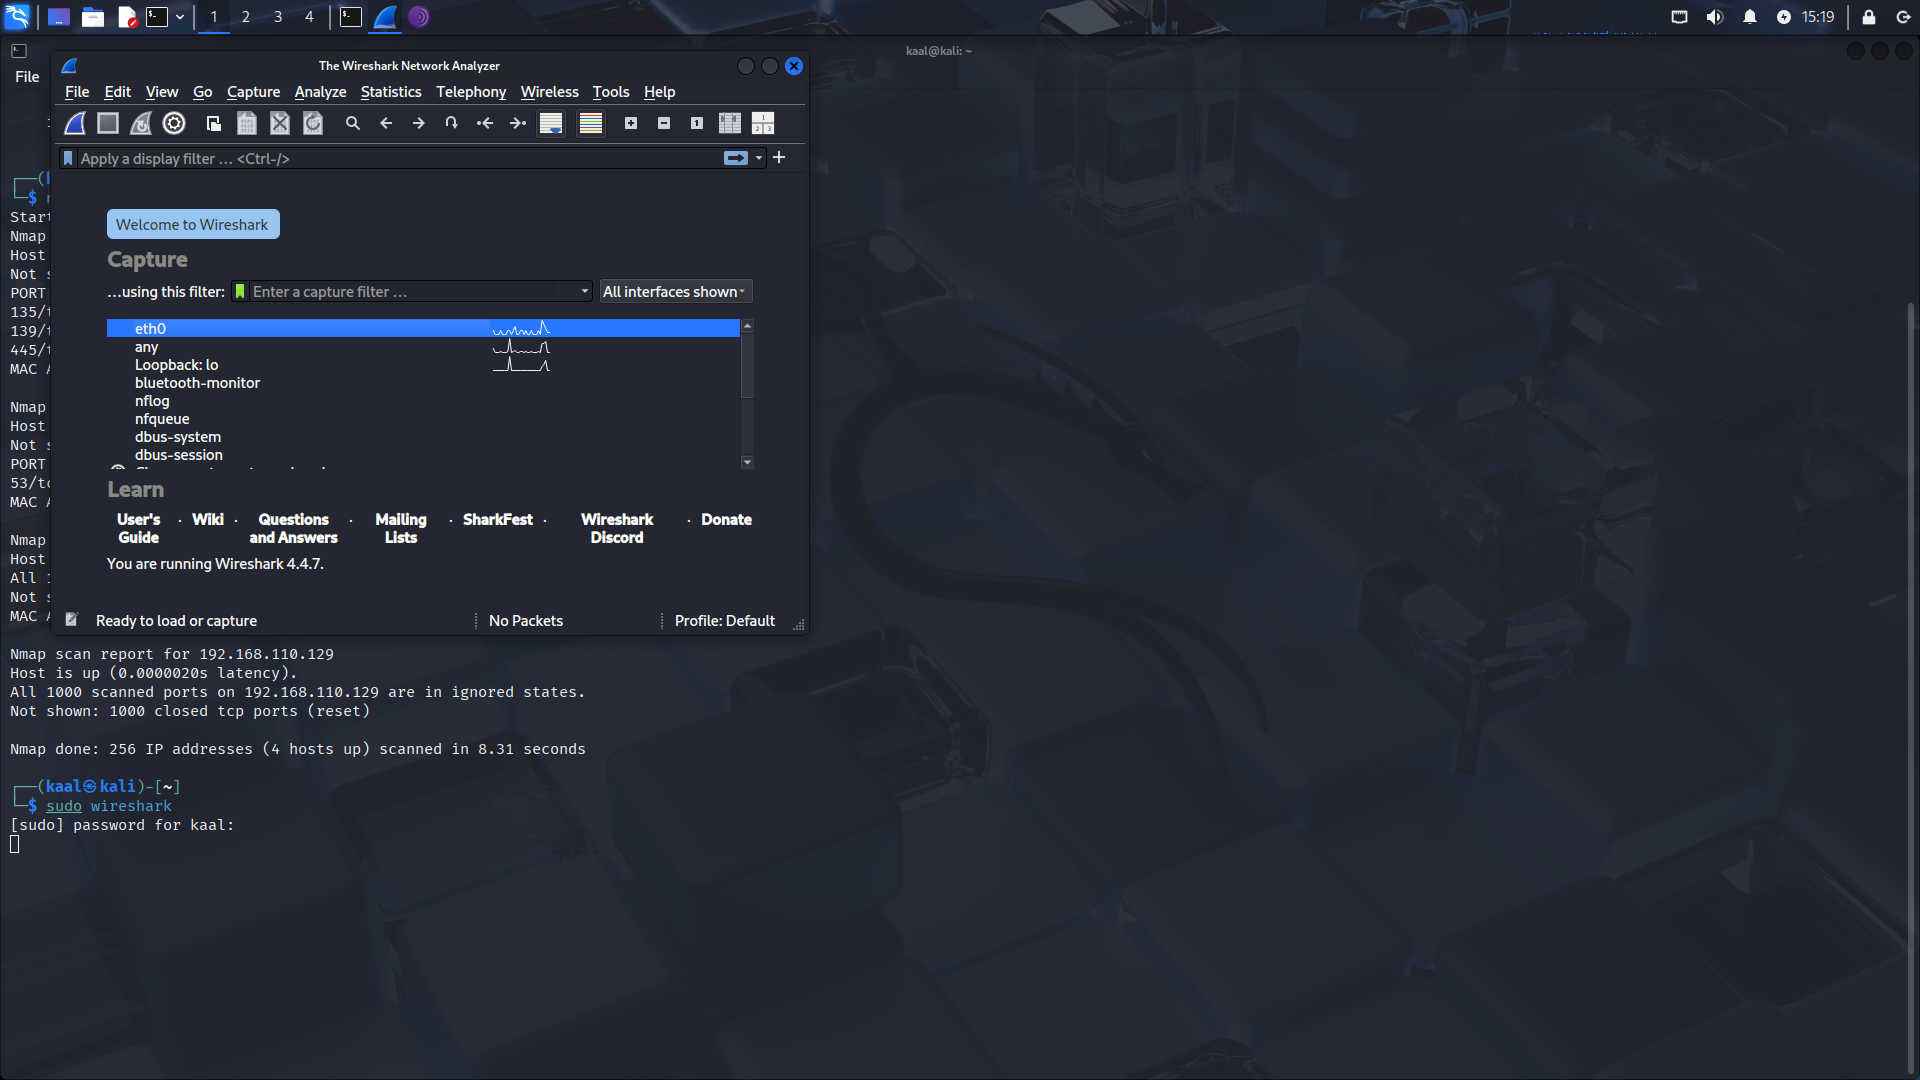 1 2 3 4
15:19
kaal@kali: ~
File
The Wireshark Network Analyzer
File Edit View Go Capture Analyze Statistics Telephony Wireless Tools Help
Apply a display filter … <Ctrl-/>
Welcome to Wireshark
Capture
…using this filter: Enter a capture filter … All interfaces shown
eth0
any
Loopback: lo
bluetooth-monitor
nflog
nfqueue
dbus-system
dbus-session
Learn
User's Guide · Wiki · Questions and Answers · Mailing Lists · SharkFest · Wireshark Discord · Donate
You are running Wireshark 4.4.7.
Ready to load or capture No Packets Profile: Default
Start
Nmap
Host
Not s
PORT
135/t
139/t
445/t
MAC A
Nmap
Host
Not s
PORT
53/tc
MAC A
Nmap
Host
All 1
Not s
MAC A
Nmap scan report for 192.168.110.129
Host is up (0.0000020s latency).
All 1000 scanned ports on 192.168.110.129 are in ignored states.
Not shown: 1000 closed tcp ports (reset)
Nmap done: 256 IP addresses (4 hosts up) scanned in 8.31 seconds
┌──(kaal㉿kali)-[~]
└─$ sudo wireshark
[sudo] password for kaal: